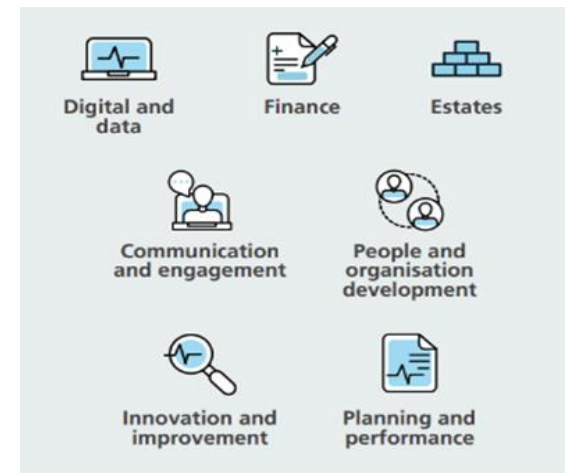 Digital and
data
Finance
Estates
Communication
and engagement
People and
organisation
development
Innovation and
improvement
Planning and
performance